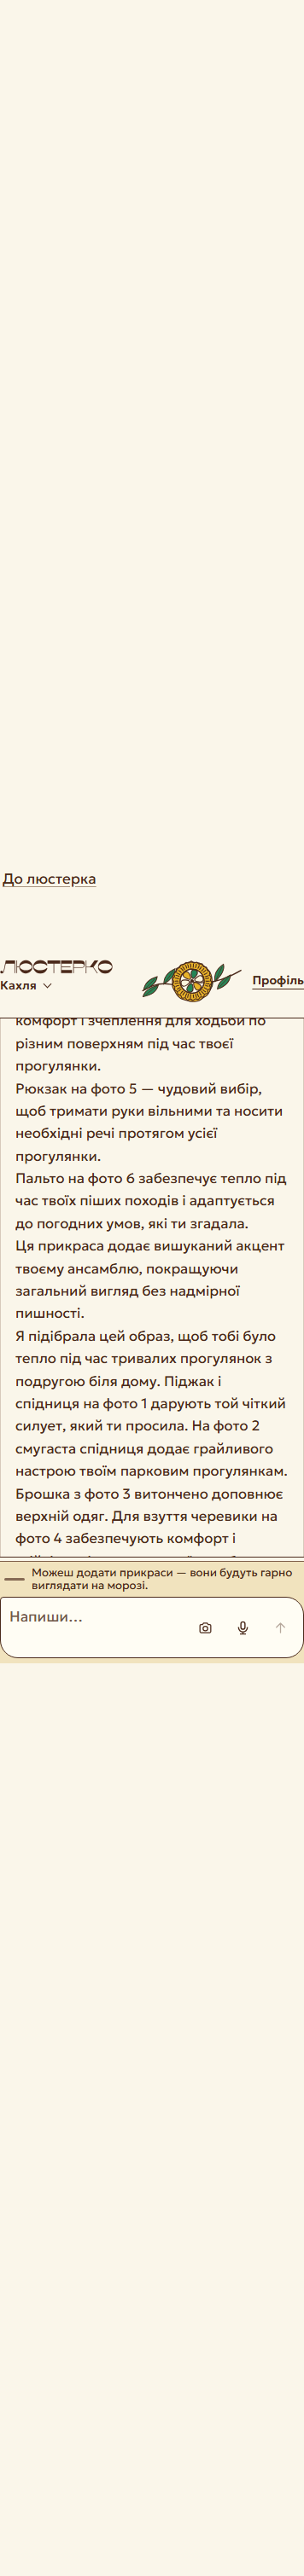 До люстерка
ЛЮСТЕРКО
Кахля
Профіль
комфорт і зчеплення для ходьби по
різним поверхням під час твоєї
прогулянки.
Рюкзак на фото 5 — чудовий вибір,
щоб тримати руки вільними та носити
необхідні речі протягом усієї
прогулянки.
Пальто на фото 6 забезпечує тепло під
час твоїх піших походів і адаптується
до погодних умов, які ти згадала.
Ця прикраса додає вишуканий акцент
твоєму ансамблю, покращуючи
загальний вигляд без надмірної
пишності.
Я підібрала цей образ, щоб тобі було
тепло під час тривалих прогулянок з
подругою біля дому. Піджак і
спідниця на фото 1 дарують той чіткий
силует, який ти просила. На фото 2
смугаста спідниця додає грайливого
настрою твоїм парковим прогулянкам.
Брошка з фото 3 витончено доповнює
верхній одяг. Для взуття черевики на
фото 4 забезпечують комфорт і
Можеш додати прикраси — вони будуть гарно
виглядати на морозі.
Напиши...